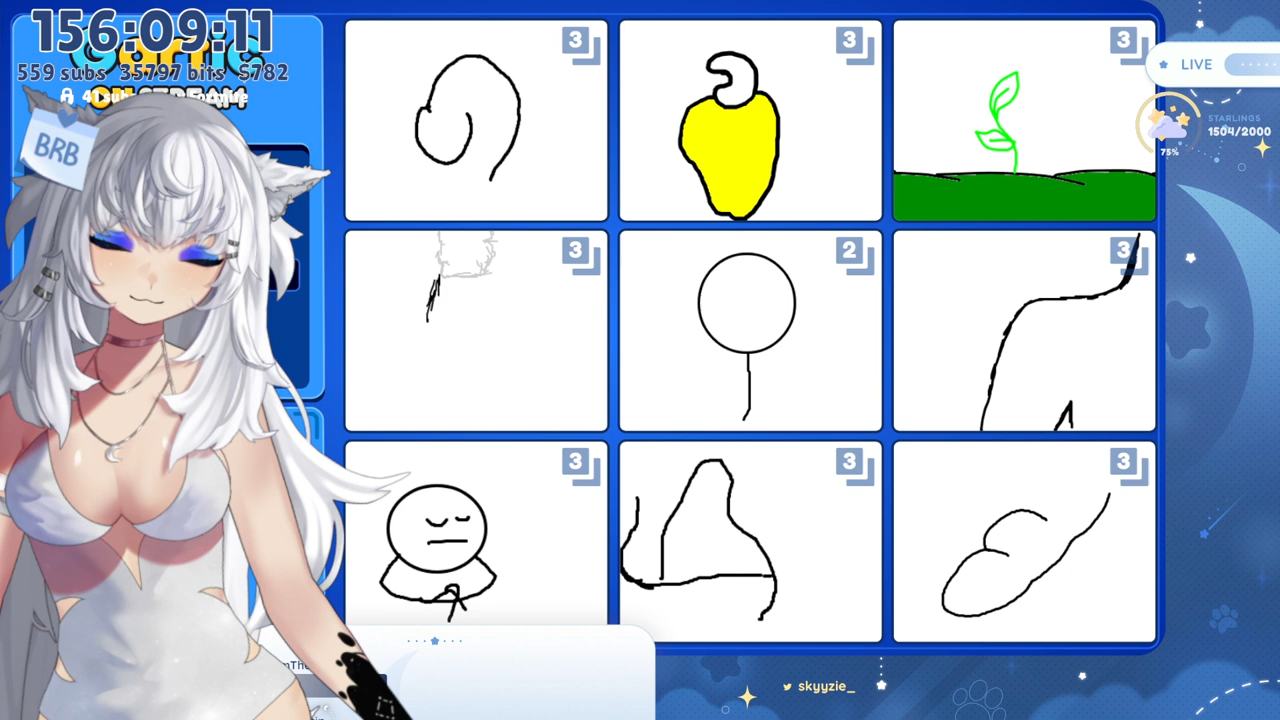 156:09:11
559 subs 35797 bits $782
BRB
3
3
3
3
2
3
3
3
3
LIVE
STARLINGS
1504/2000
75%
skyyzie_